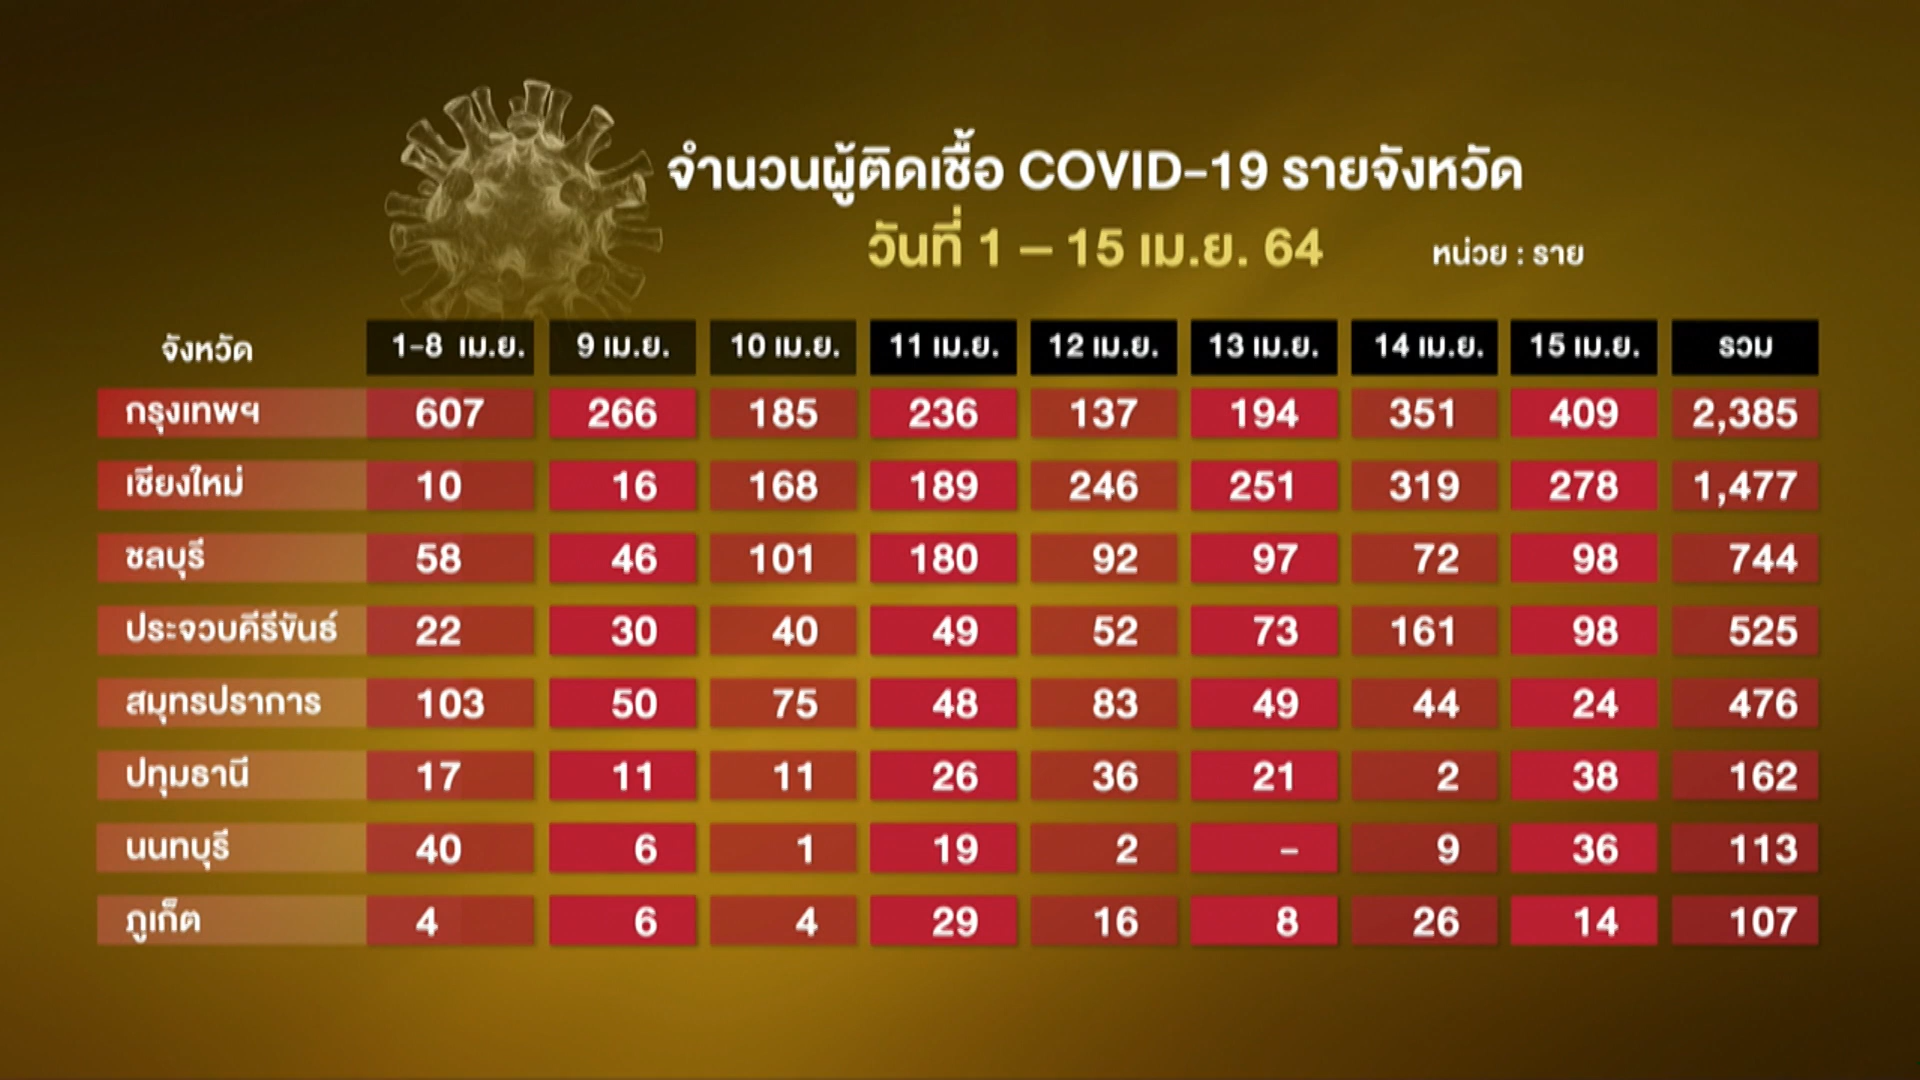 จำนวนผู้ติดเชื้อ COVID-19 รายจังหวัด
วันที่ 1 – 15 เม.ย. 64 หน่วย : ราย
จังหวัด 1-8 เม.ย. 9 เม.ย. 10 เม.ย. 11 เม.ย. 12 เม.ย. 13 เม.ย. 14 เม.ย. 15 เม.ย. รวม
กรุงเทพฯ 607 266 185 236 137 194 351 409 2,385
เชียงใหม่ 10 16 168 189 246 251 319 278 1,477
ชลบุรี 58 46 101 180 92 97 72 98 744
ประจวบคีรีขันธ์ 22 30 40 49 52 73 161 98 525
สมุทรปราการ 103 50 75 48 83 49 44 24 476
ปทุมธานี 17 11 11 26 36 21 2 38 162
นนทบุรี 40 6 1 19 2 - 9 36 113
ภูเก็ต 4 6 4 29 16 8 26 14 107